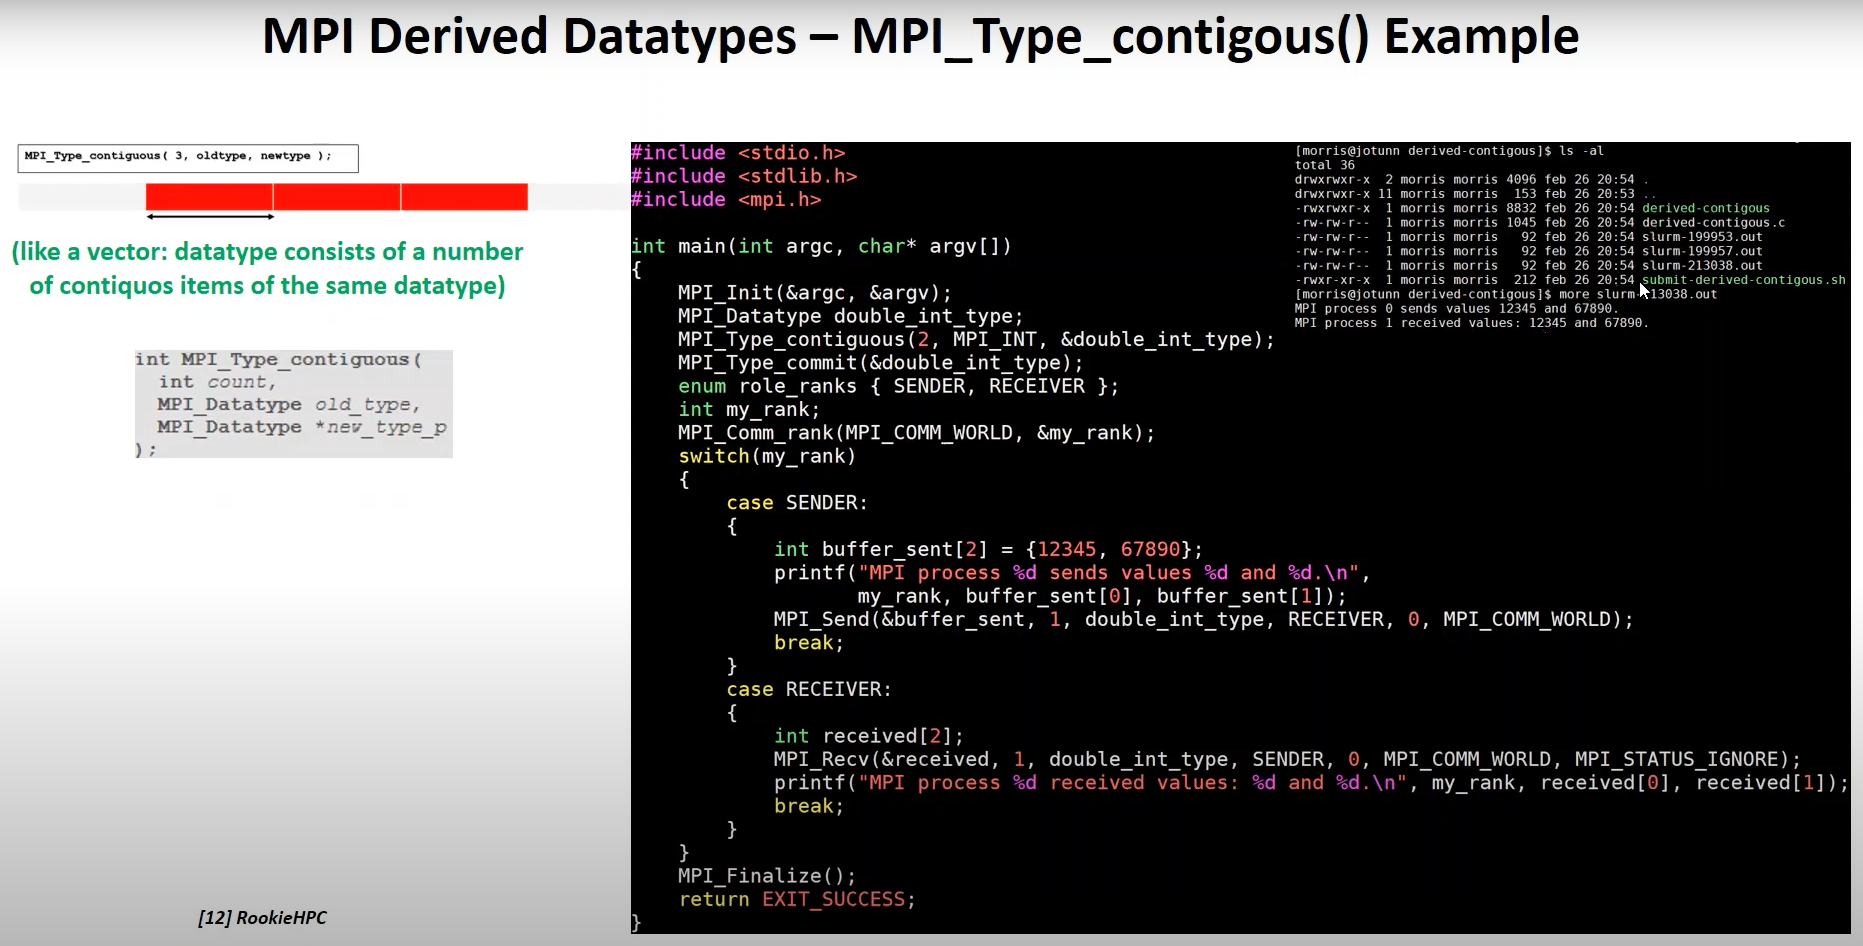 MPI Derived Datatypes – MPI_Type_contigous() Example
MPI_Type_contiguous( 3, oldtype, newtype );
(like a vector: datatype consists of a number
of contiquos items of the same datatype)
int MPI_Type_contiguous(
int count,
MPI_Datatype old_type,
MPI_Datatype *new_type_p
);
[12] RookieHPC
#include <stdio.h>
#include <stdlib.h>
#include <mpi.h>
int main(int argc, char* argv[])
{
MPI_Init(&argc, &argv);
MPI_Datatype double_int_type;
MPI_Type_contiguous(2, MPI_INT, &double_int_type);
MPI_Type_commit(&double_int_type);
enum role_ranks { SENDER, RECEIVER };
int my_rank;
MPI_Comm_rank(MPI_COMM_WORLD, &my_rank);
switch(my_rank)
{
case SENDER:
{
int buffer_sent[2] = {12345, 67890};
printf("MPI process %d sends values %d and %d.\n",
my_rank, buffer_sent[0], buffer_sent[1]);
MPI_Send(&buffer_sent, 1, double_int_type, RECEIVER, 0, MPI_COMM_WORLD);
break;
}
case RECEIVER:
{
int received[2];
MPI_Recv(&received, 1, double_int_type, SENDER, 0, MPI_COMM_WORLD, MPI_STATUS_IGNORE);
printf("MPI process %d received values: %d and %d.\n", my_rank, received[0], received[1]);
break;
}
}
MPI_Finalize();
return EXIT_SUCCESS;
}
[morris@jotunn derived-contigous]$ ls -al
total 36
drwxrwxr-x 2 morris morris 4096 feb 26 20:54 .
drwxrwxr-x 11 morris morris 153 feb 26 20:53 ..
-rwxrwxr-x 1 morris morris 8832 feb 26 20:54 derived-contigous
-rw-rw-r-- 1 morris morris 1045 feb 26 20:54 derived-contigous.c
-rw-rw-r-- 1 morris morris 92 feb 26 20:54 slurm-199953.out
-rw-rw-r-- 1 morris morris 92 feb 26 20:54 slurm-199957.out
-rw-rw-r-- 1 morris morris 92 feb 26 20:54 slurm-213038.out
-rwxr-xr-x 1 morris morris 212 feb 26 20:54 submit-derived-contigous.sh
[morris@jotunn derived-contigous]$ more slurm-213038.out
MPI process 0 sends values 12345 and 67890.
MPI process 1 received values: 12345 and 67890.